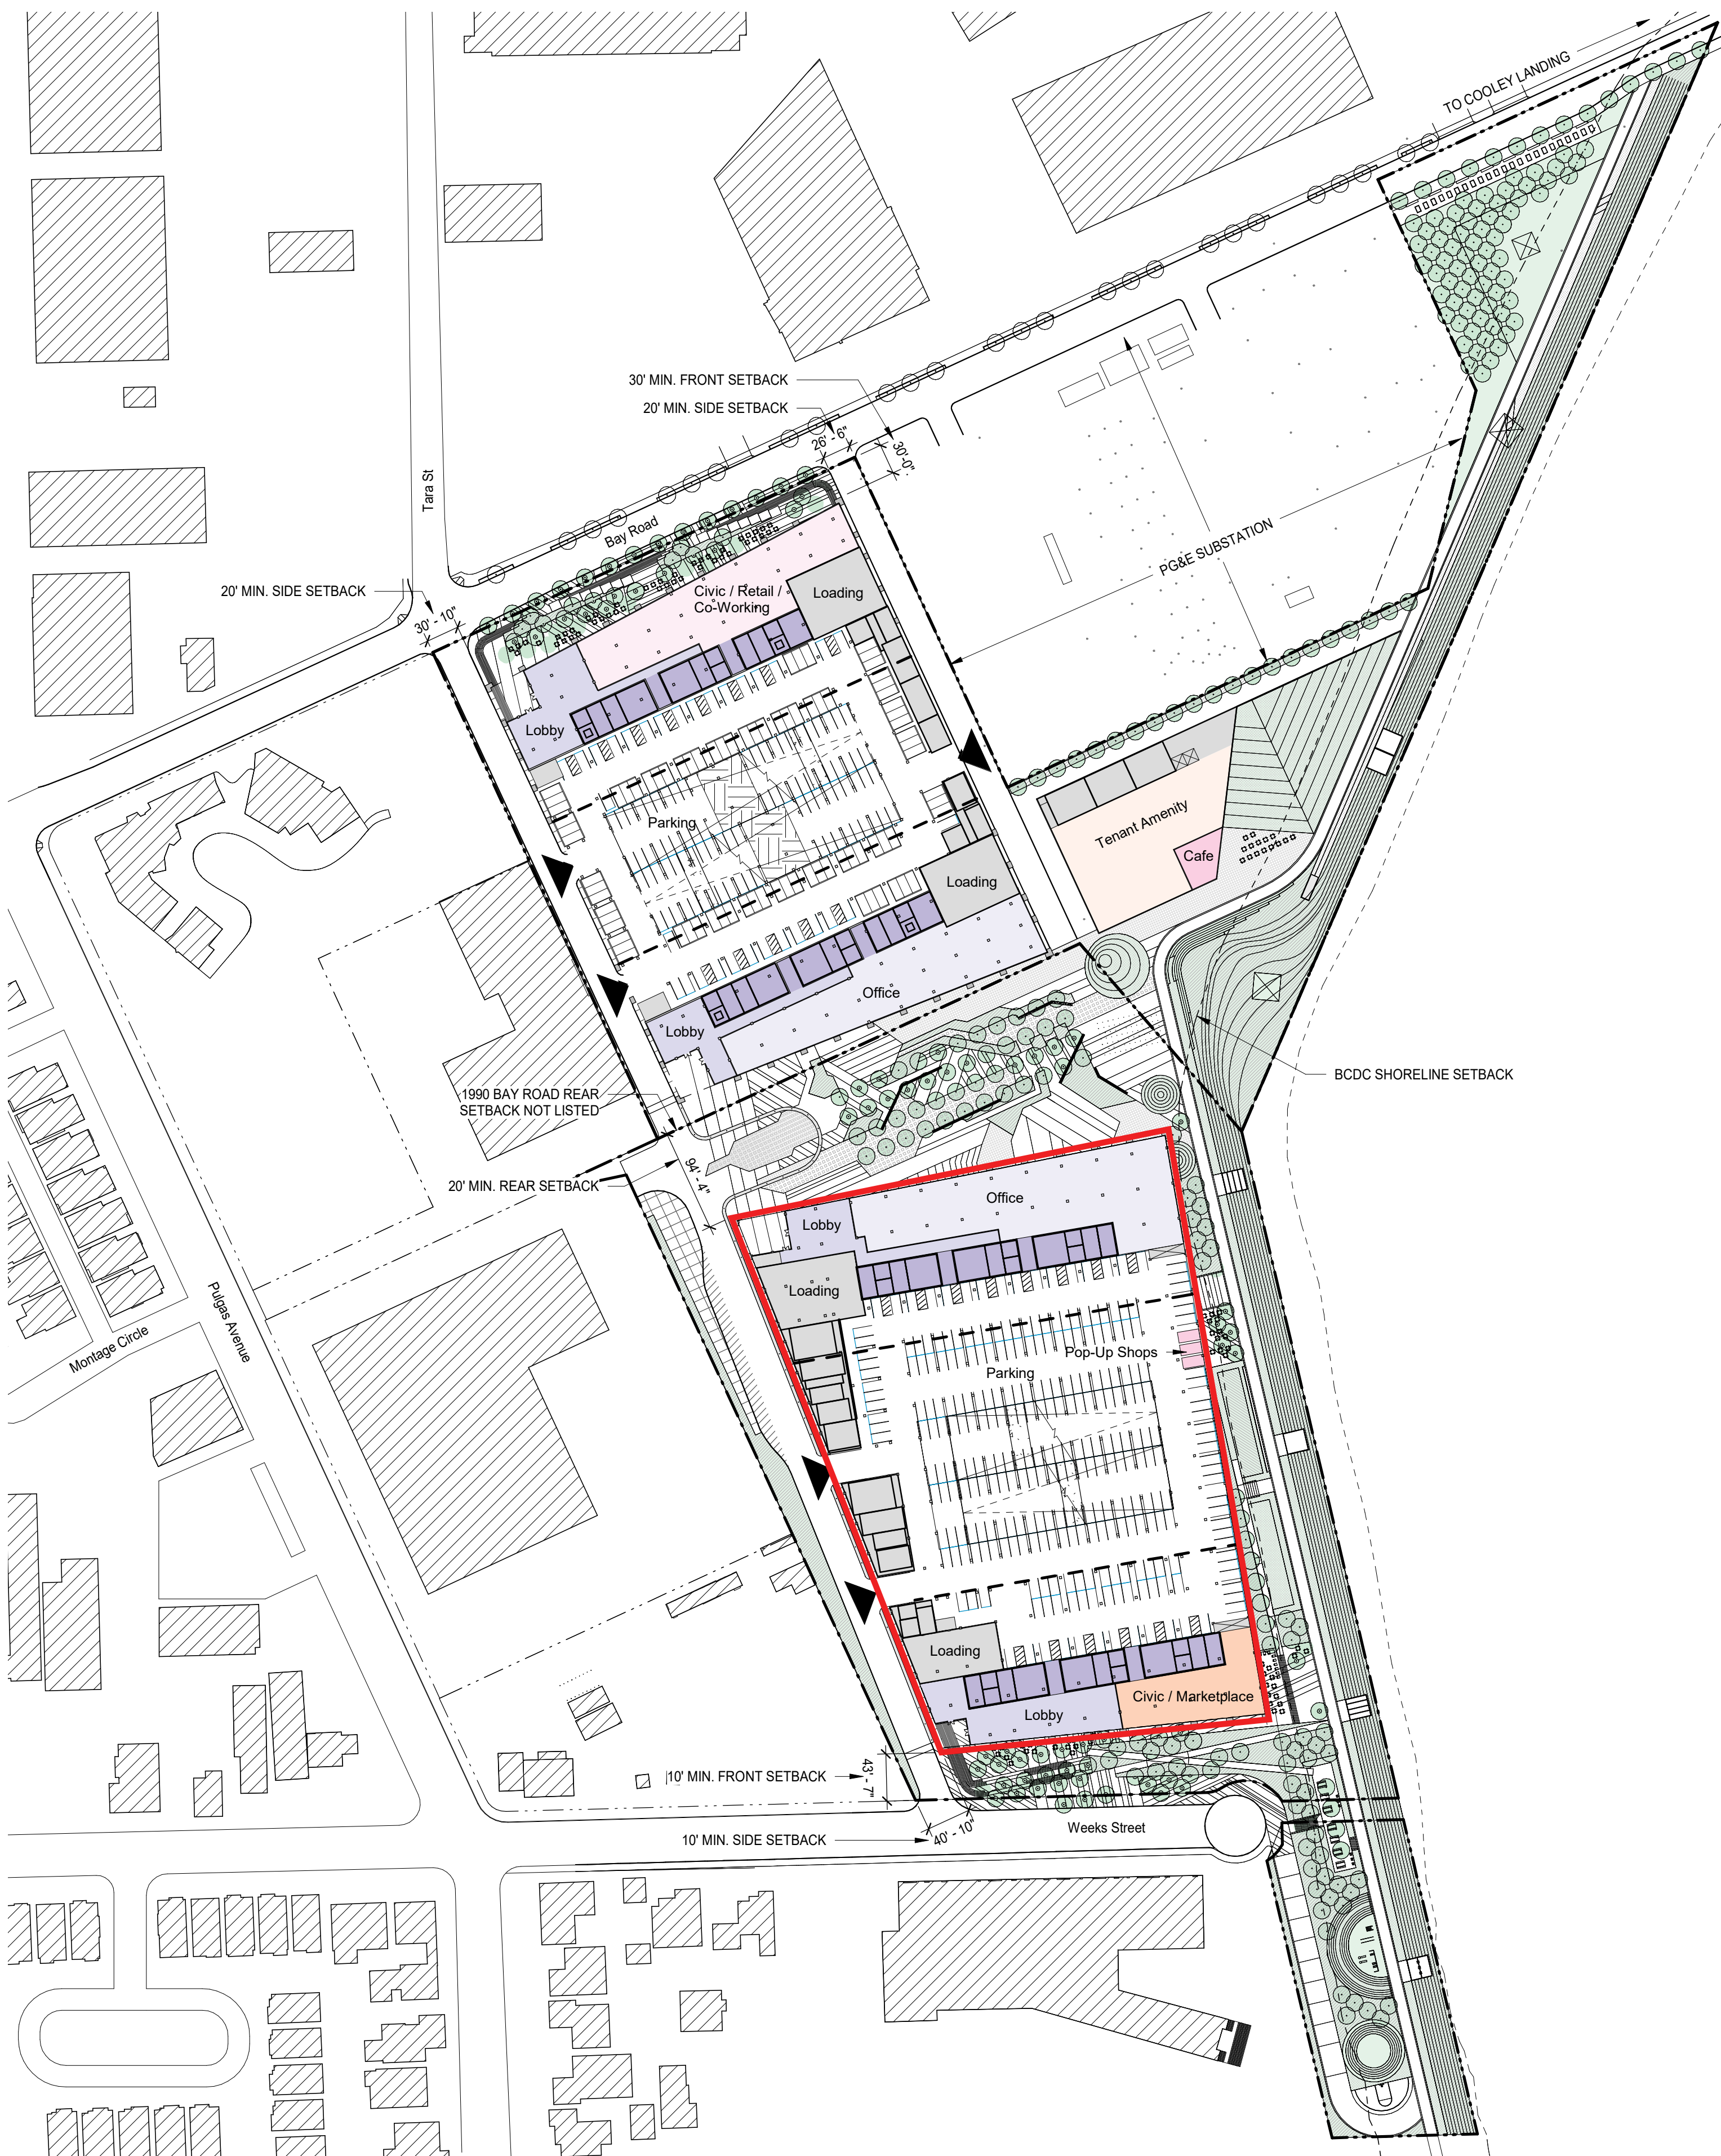 TO COOLEY LANDING
30' MIN. FRONT SETBACK
20' MIN. SIDE SETBACK
26' - 6"
30'-0"
Tara St
Bay Road
PG&E SUBSTATION
20' MIN. SIDE SETBACK
30' - 10"
Civic / Retail /
Co-Working
Loading
Lobby
Parking
Tenant Amenity
Cafe
Loading
Office
Lobby
BCDC SHORELINE SETBACK
1990 BAY ROAD REAR
SETBACK NOT LISTED
94' - 4"
20' MIN. REAR SETBACK
Office
Lobby
Loading
Pulgas Avenue
Montage Circle
Pop-Up Shops
Parking
Loading
Civic / Marketplace
Lobby
10' MIN. FRONT SETBACK
43' - 7"
Weeks Street
10' MIN. SIDE SETBACK
40' - 10"